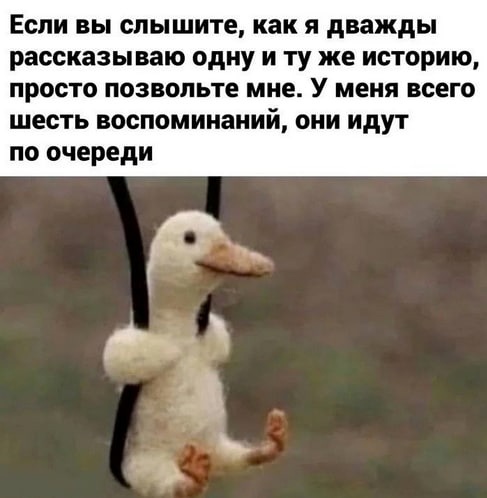 Если вы слышите, как я дважды
рассказываю одну и ту же историю,
просто позвольте мне. У меня всего
шесть воспоминаний, они идут
по очереди